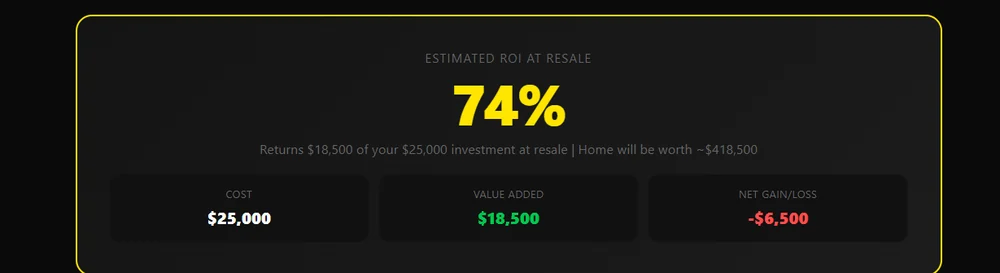 ESTIMATED ROI AT RESALE
74%
Returns $18,500 of your $25,000 investment at resale | Home will be worth ~$418,500
COST
$25,000
VALUE ADDED
$18,500
NET GAIN/LOSS
-$6,500